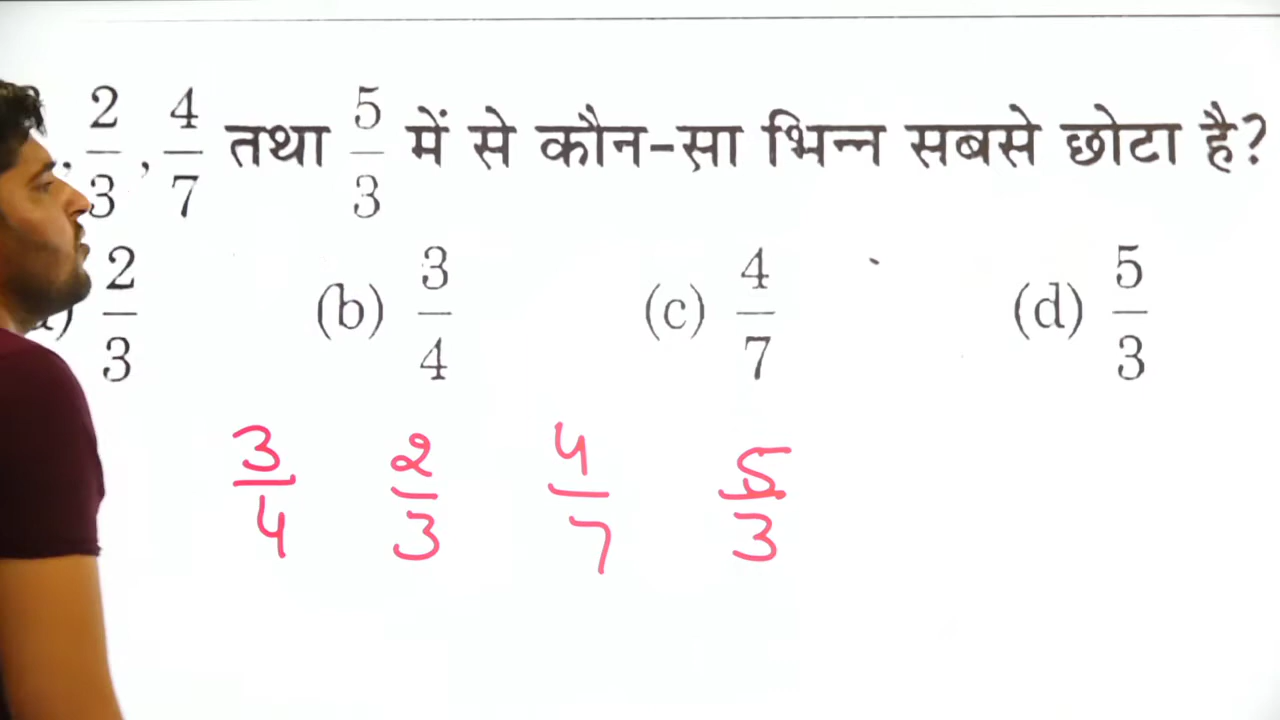 , 2/3, 4/7 तथा 5/3 में से कौन-सा भिन्न सबसे छोटा है?
) 2/3 (b) 3/4 (c) 4/7 (d) 5/3
3/4 2/3 4/7 5/3